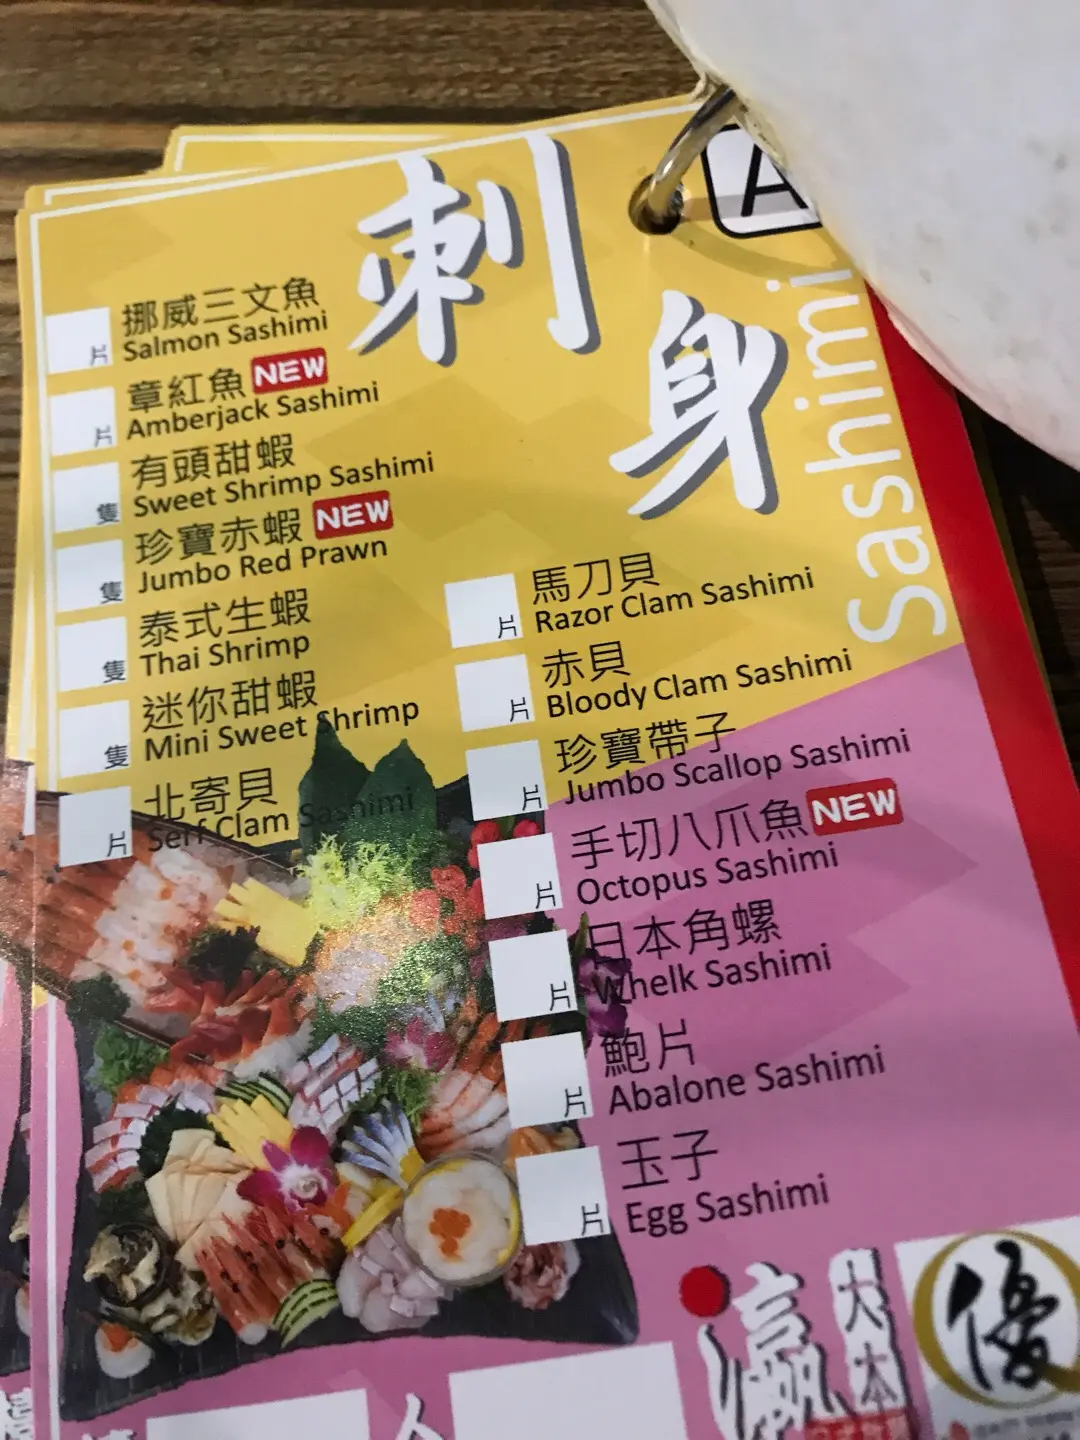 刺身
A
Sashimi
片
挪威三文魚
Salmon Sashimi
片
章紅魚 NEW
Amberjack Sashimi
隻
有頭甜蝦
Sweet Shrimp Sashimi
隻
珍寶赤蝦 NEW
Jumbo Red Prawn
隻
泰式生蝦
Thai Shrimp
隻
迷你甜蝦
Mini Sweet Shrimp
片
北寄貝
Serf Clam Sashimi
片
馬刀貝
Razor Clam Sashimi
片
赤貝
Bloody Clam Sashimi
片
珍寶帶子
Jumbo Scallop Sashimi
片
手切八爪魚 NEW
Octopus Sashimi
片
日本角螺
Whelk Sashimi
片
鮑片
Abalone Sashimi
片
玉子
Egg Sashimi
瀛
大本
優